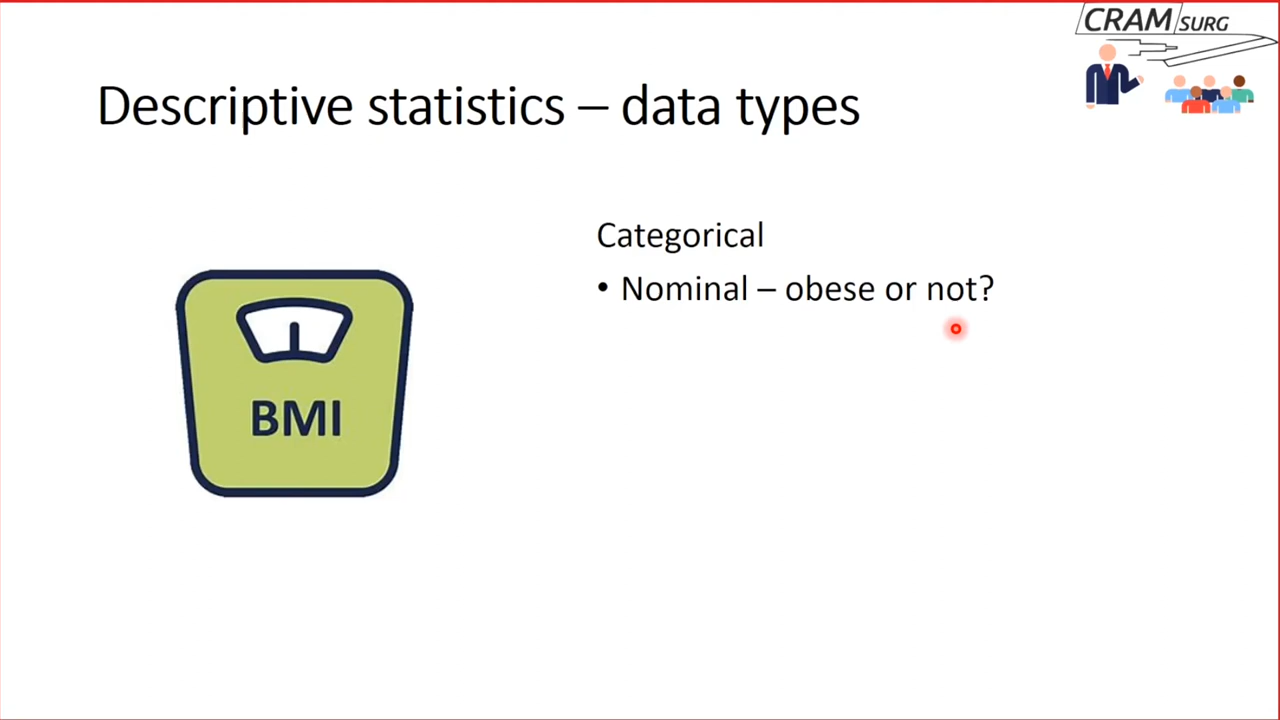 CRAM SURG
Descriptive statistics – data types
Categorical
• Nominal – obese or not?
BMI